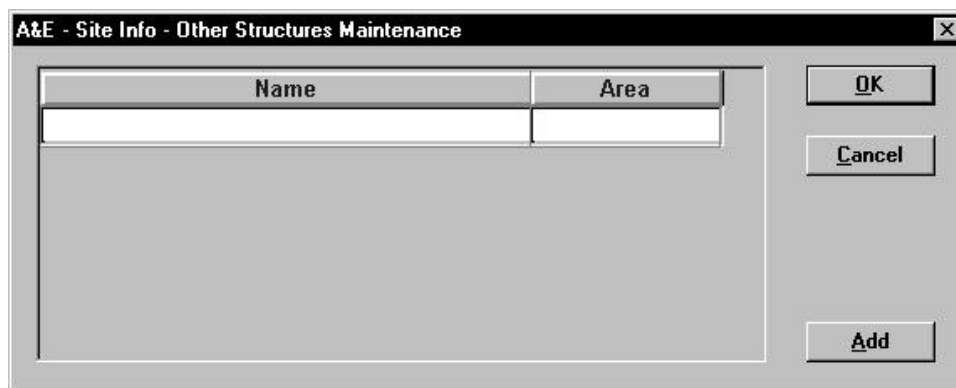 A&E - Site Info - Other Structures Maintenance
Name Area
OK
Cancel
Add